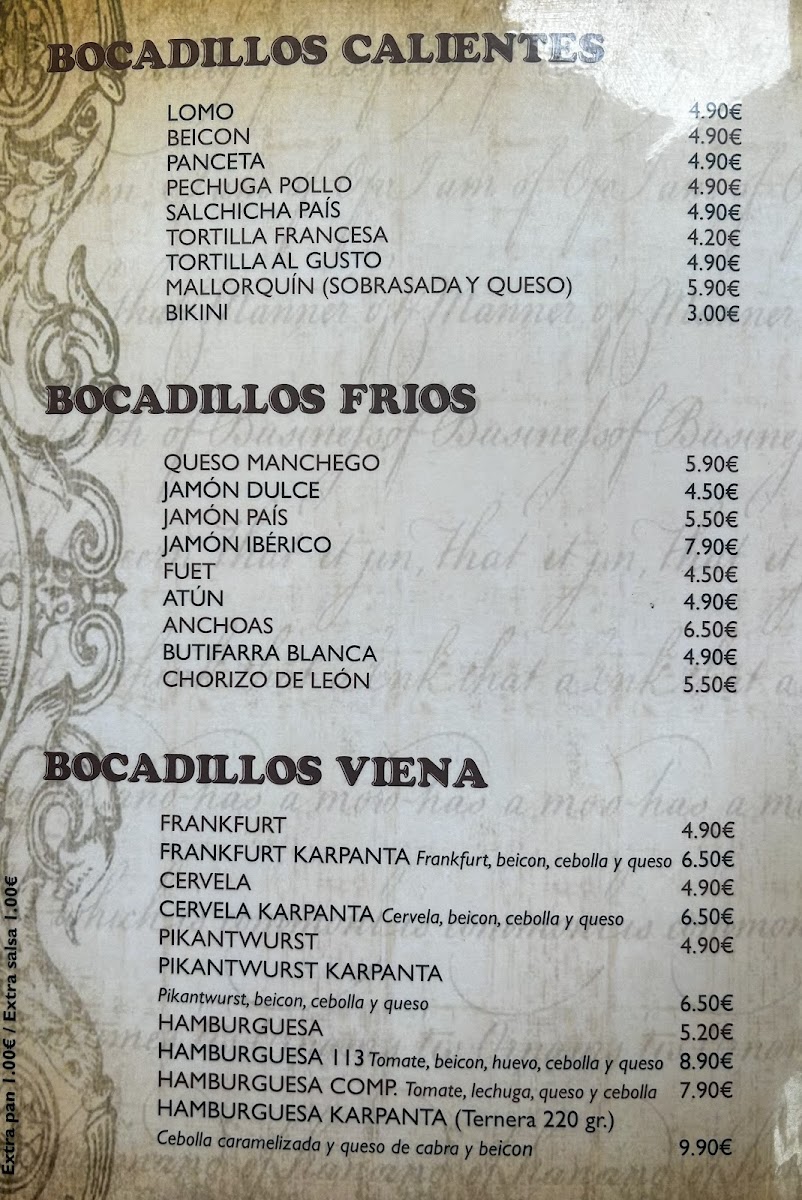 BOCADILLOS CALIENTES
LOMO 4.90€
BEICON 4.90€
PANCETA 4.90€
PECHUGA POLLO 4.90€
SALCHICHA PAÍS 4.90€
TORTILLA FRANCESA 4.20€
TORTILLA AL GUSTO 4.90€
MALLORQUÍN (SOBRASADA Y QUESO) 5.90€
BIKINI 3.00€
BOCADILLOS FRIOS
QUESO MANCHEGO 5.90€
JAMÓN DULCE 4.50€
JAMÓN PAÍS 5.50€
JAMÓN IBÉRICO 7.90€
FUET 4.50€
ATÚN 4.90€
ANCHOAS 6.50€
BUTIFARRA BLANCA 4.90€
CHORIZO DE LEÓN 5.50€
BOCADILLOS VIENA
FRANKFURT 4.90€
FRANKFURT KARPANTA Frankfurt, beicon, cebolla y queso 6.50€
CERVELA 4.90€
CERVELA KARPANTA Cervela, beicon, cebolla y queso 6.50€
PIKANTWURST 4.90€
PIKANTWURST KARPANTA
Pikantwurst, beicon, cebolla y queso 6.50€
HAMBURGUESA 5.20€
HAMBURGUESA 113 Tomate, beicon, huevo, cebolla y queso 8.90€
HAMBURGUESA COMP. Tomate, lechuga, queso y cebolla 7.90€
HAMBURGUESA KARPANTA (Ternera 220 gr.)
Cebolla caramelizada y queso de cabra y beicon 9.90€
Extra pan 1.00€ / Extra salsa 1.00€